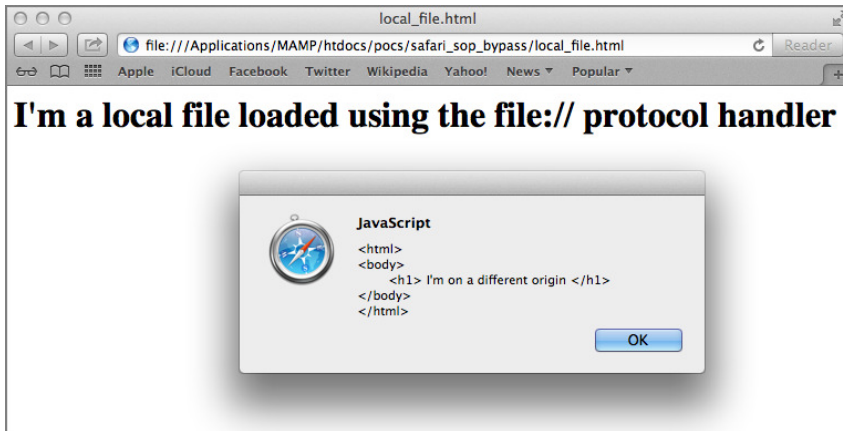 local_file.html
file:///Applications/MAMP/htdocs/pocs/safari_sop_bypass/local_file.html
Reader
Apple iCloud Facebook Twitter Wikipedia Yahoo! News Popular
I'm a local file loaded using the file:// protocol handler
JavaScript
<html>
<body>
<h1> I'm on a different origin </h1>
</body>
</html>
OK